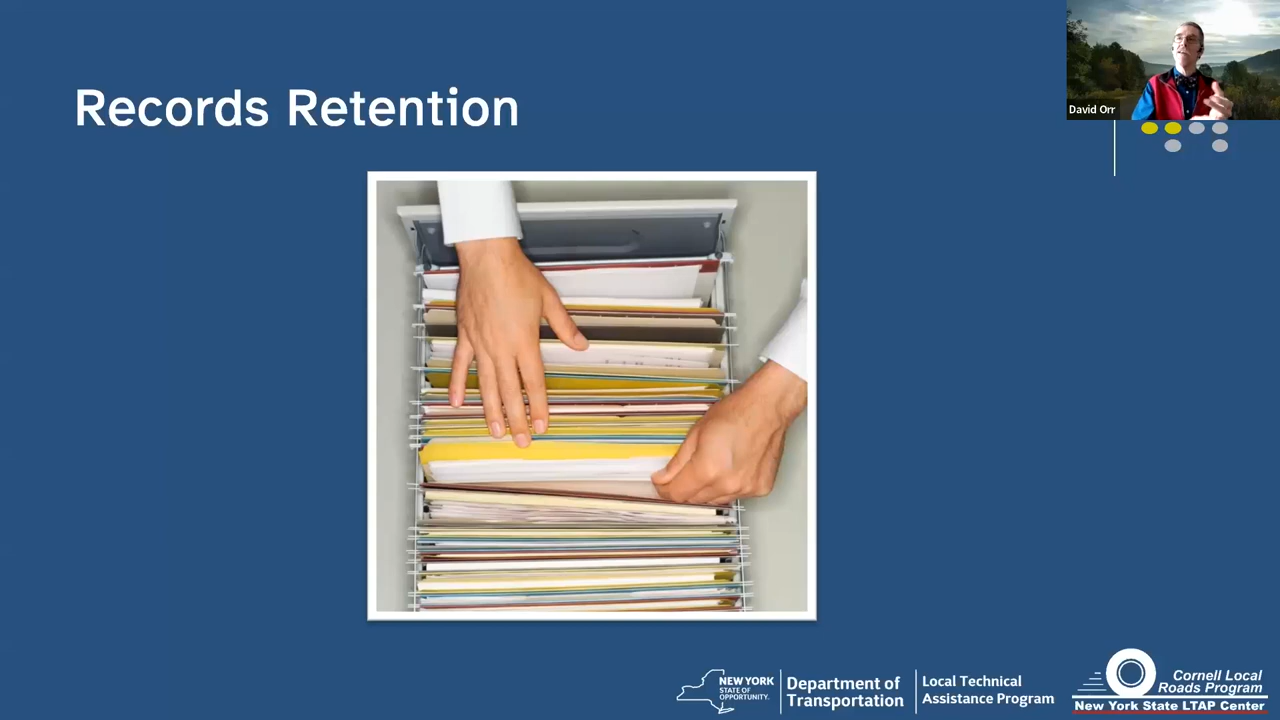 David Orr
Records Retention
NEW YORK
STATE OF
OPPORTUNITY.
Department of
Transportation
Local Technical
Assistance Program
Cornell Local
Roads Program
New York State LTAP Center